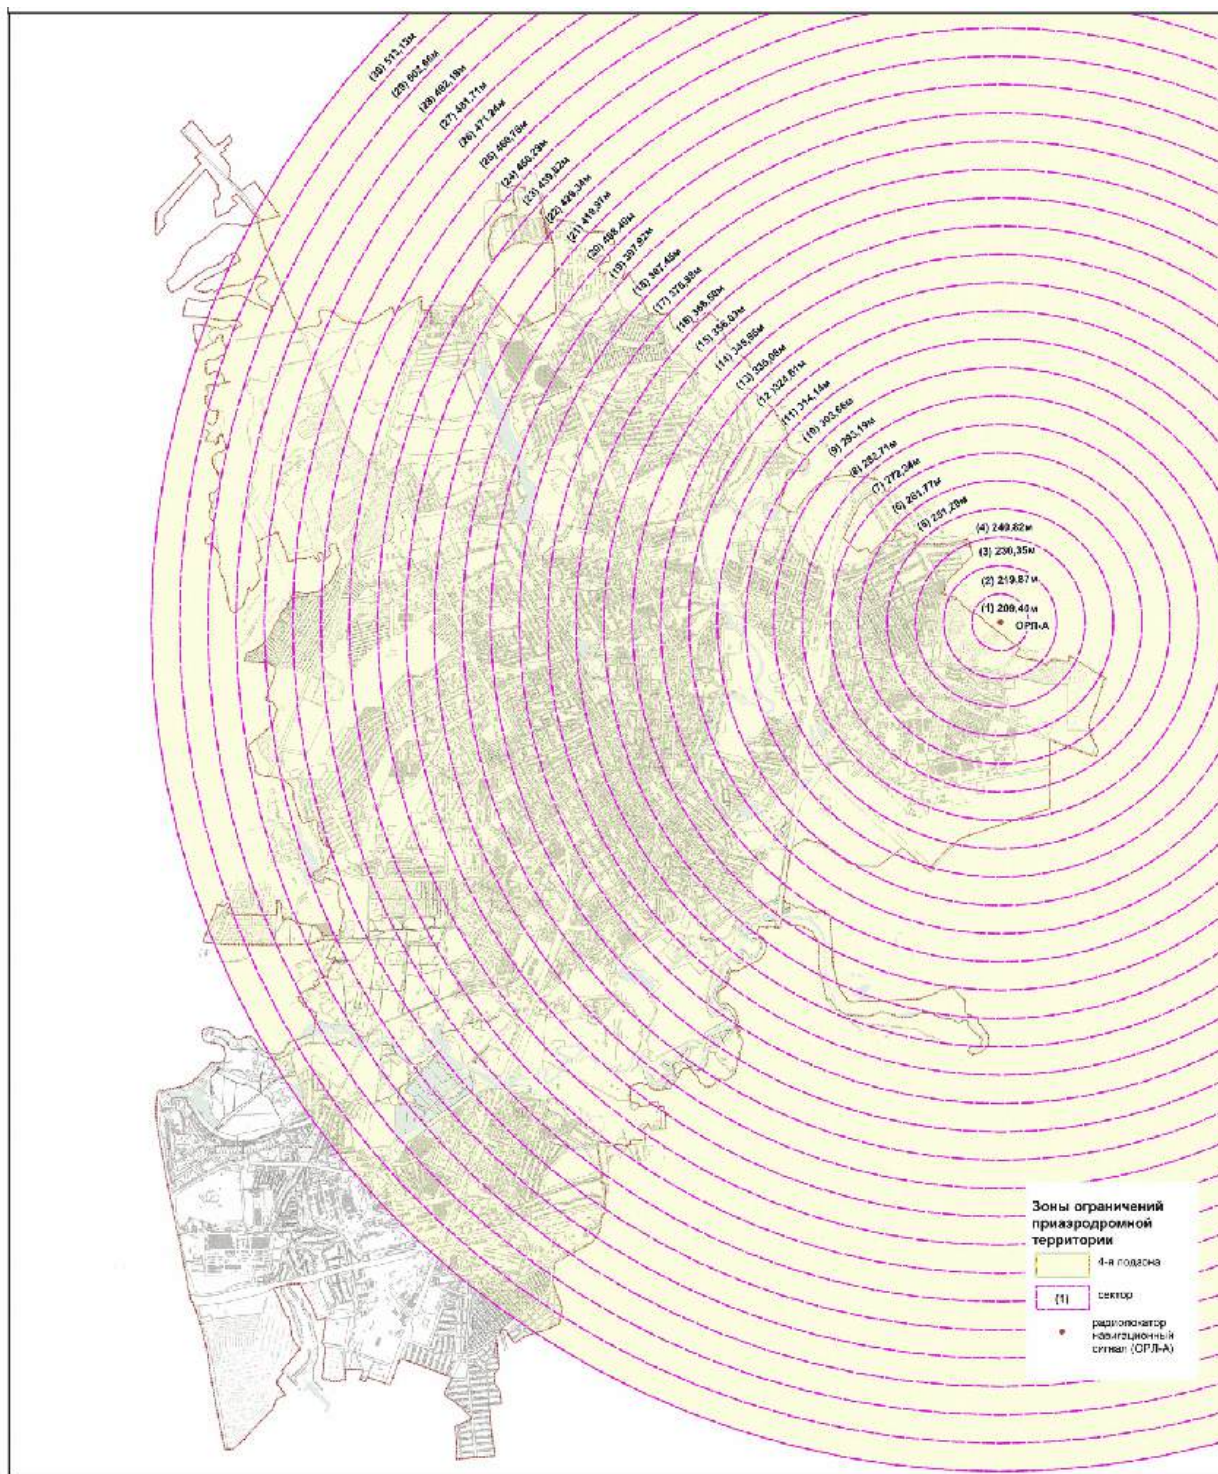 (30) 513,13м
(29) 502,66м
(28) 492,18м
(27) 481,71м
(26) 471,24м
(25) 460,76м
(24) 450,29м
(23) 439,82м
(22) 429,34м
(21) 418,87м
(20) 408,40м
(19) 397,92м
(18) 387,45м
(17) 376,98м
(16) 366,50м
(15) 356,03м
(14) 345,56м
(13) 335,08м
(12 )324,61м
(11) 314,14м
(10) 303,66м
(9) 293,19м
(8) 282,71м
(7) 272,24м
(6) 261,77м
(5) 251,29м
(4) 240,82м
(3) 230,35м
(2) 219,87м
(1) 209,40м
ОРЛ-А
Зоны ограничений
приаэродромной
территории
4-я подзона
(1) сектор
радиолокатор
навигационный
сигнал (ОРЛ-А)